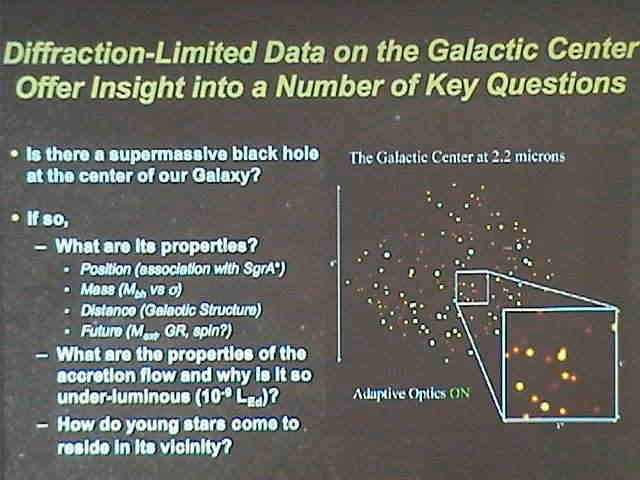 Diffraction-Limited Data on the Galactic Center
Offer Insight into a Number of Key Questions
• Is there a supermassive black hole
at the center of our Galaxy?
• If so,
– What are its properties?
• Position (association with SgrA*)
• Mass (Mbh vs σ)
• Distance (Galactic Structure)
• Future (Mext, GR, spin?)
– What are the properties of the
accretion flow and why is it so
under-luminous (10⁻⁹ LEd)?
– How do young stars come to
reside in its vicinity?
The Galactic Center at 2.2 microns
Adaptive Optics ON